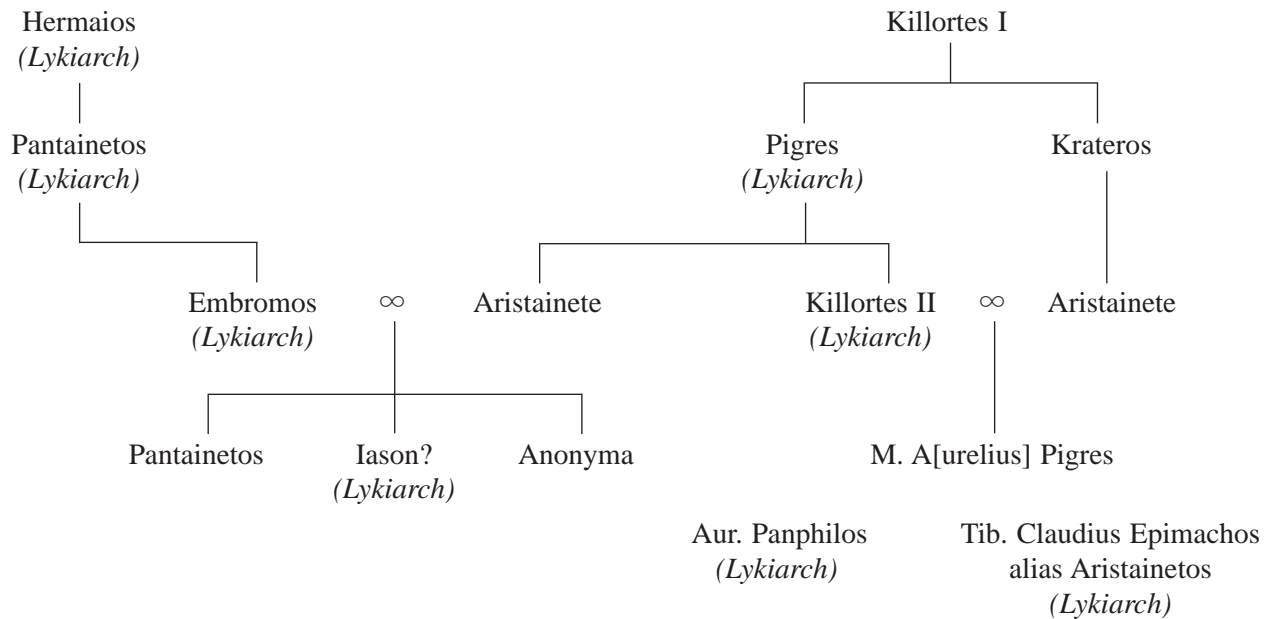 Hermaios
(Lykiarch)
Killortes I
Pantainetos
(Lykiarch)
Pigres
(Lykiarch)
Krateros
Embromos
(Lykiarch)
∞
Aristainete
Killortes II
(Lykiarch)
∞
Aristainete
Pantainetos
Iason?
(Lykiarch)
Anonyma
M. A[urelius] Pigres
Aur. Panphilos
(Lykiarch)
Tib. Claudius Epimachos
alias Aristainetos
(Lykiarch)